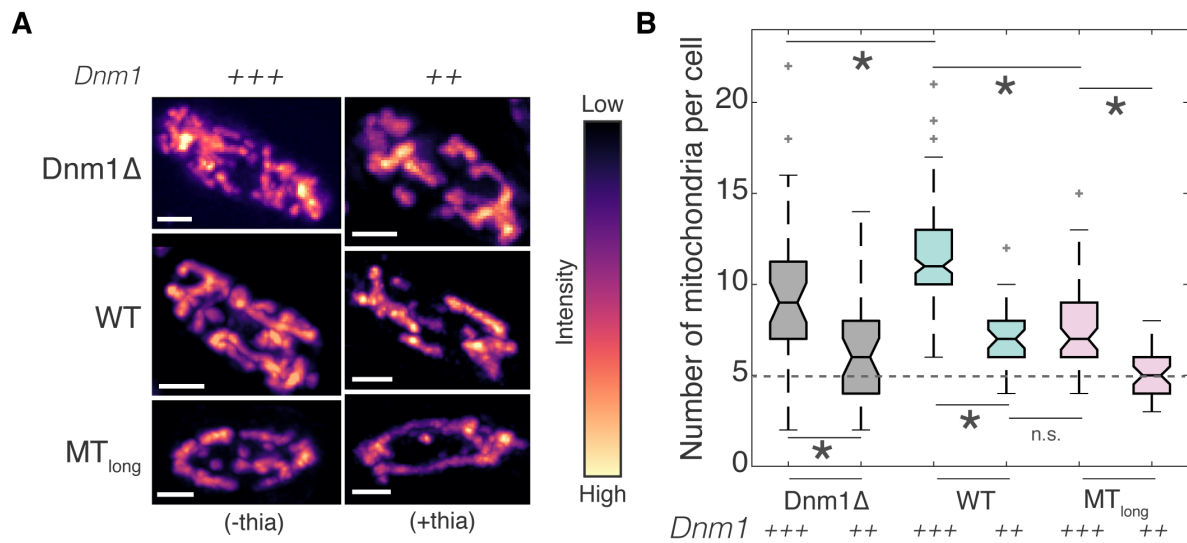 A
Dnm1 +++ ++
Dnm1Δ
WT
MTlong
(-thia) (+thia)
Low
Intensity
High
B
Number of mitochondria per cell
20
15
10
5
0
* * *
* * n.s.
Dnm1Δ WT MTlong
Dnm1 +++ ++ +++ ++ +++ ++